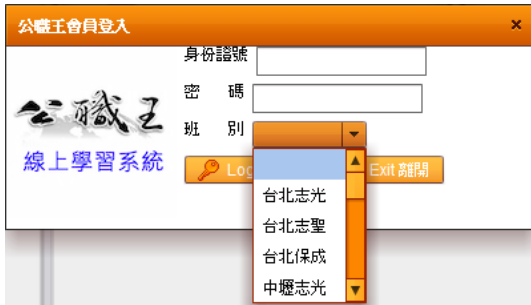 公職王會員登入
×
身份證號
密 碼
公職王
班 別
線上學習系統
Log
Exit 離開
台北志光
台北志聖
台北保成
中壢志光